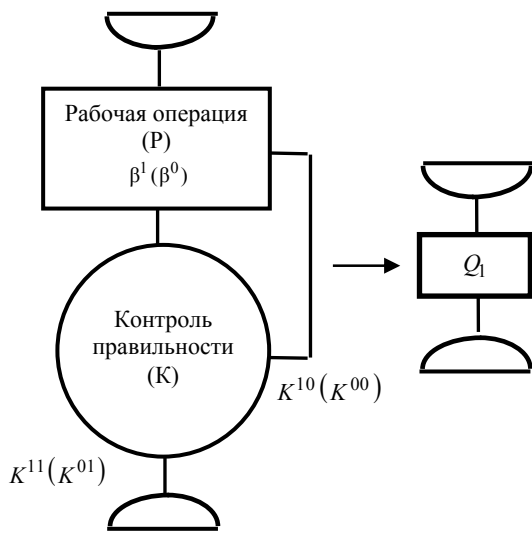 Рабочая операция
(Р)
β¹(β⁰)
Q₁
Контроль
правильности
(К)
K¹⁰(K⁰⁰)
K¹¹(K⁰¹)